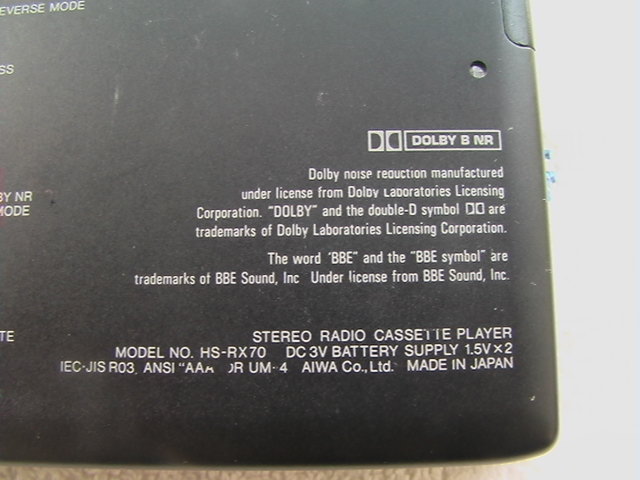 EVERSE MODE
SS
DOLBY B NR
Dolby noise reduction manufactured
under license from Dolby Laboratories Licensing
Corporation. "DOLBY" and the double-D symbol are
trademarks of Dolby Laboratories Licensing Corporation.
BY NR
MODE
The word "BBE" and the "BBE symbol" are
trademarks of BBE Sound, Inc Under license from BBE Sound, Inc.
TE
STEREO RADIO CASSETTE PLAYER
MODEL NO. HS-RX70 DC 3V BATTERY SUPPLY 1.5V×2
IEC·JIS R03, ANSI "AAA OR UM-4 AIWA Co.,Ltd. MADE IN JAPAN